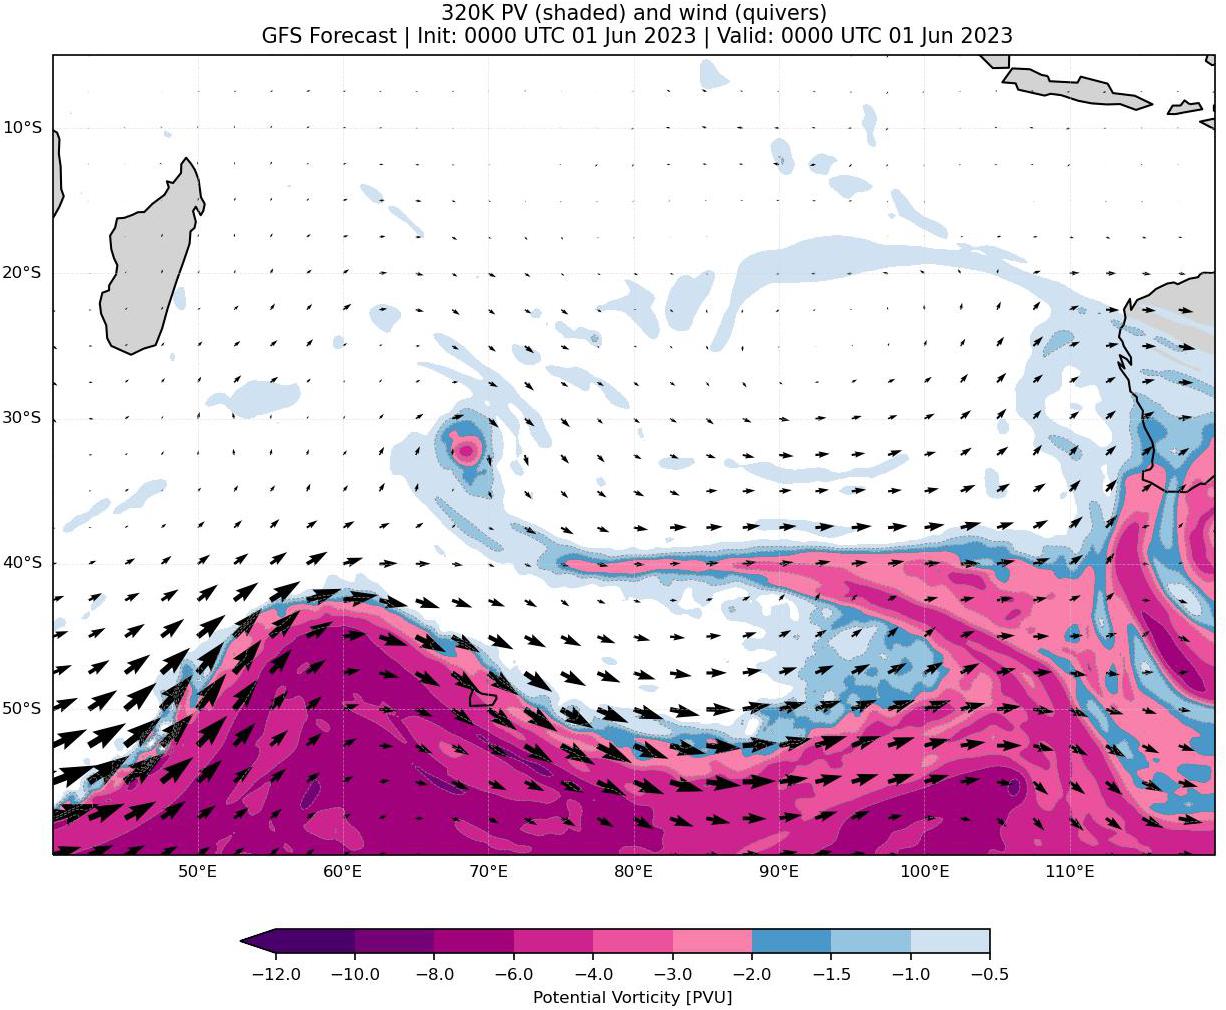 320K PV (shaded) and wind (quivers)
GFS Forecast | Init: 0000 UTC 01 Jun 2023 | Valid: 0000 UTC 01 Jun 2023
10°S
20°S
30°S
40°S
50°S
50°E 60°E 70°E 80°E 90°E 100°E 110°E
−12.0 −10.0 −8.0 −6.0 −4.0 −3.0 −2.0 −1.5 −1.0 −0.5
Potential Vorticity [PVU]